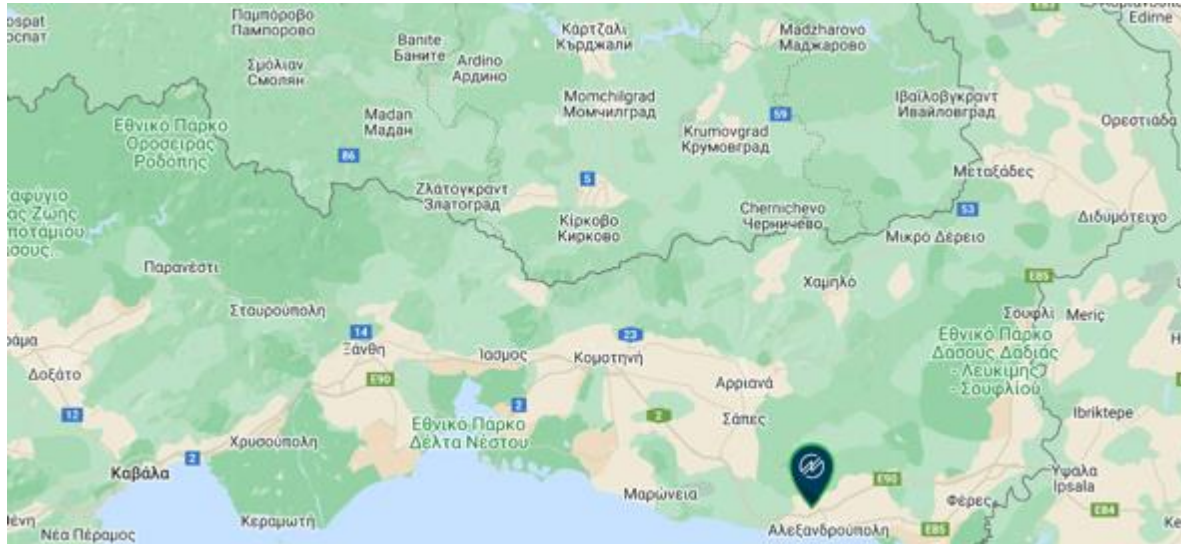 Παμπόροβο
Пампорово
Banite
Баните
Ardino
Ардино
Κάρτζαλι
Кърджали
Madzharovo
Маджарово
Edirne
Σμόλιαν
Смолян
Madan
Мадан
Momchilgrad
Момчилград
59
Krumovgrad
Крумовград
Ιβαϊλοβγκραντ
Ивайловград
Ορεστιάδα
Εθνικό Πάρκο
Οροσειράς
Ροδόπης
86
5
Ζλάτογκραντ
Златоград
Κίρκοβο
Кирково
Chernichevo
Черничево
Μεταξάδες
53
Μικρό Δέρειο
Διδυμότειχο
Παρανέστι
Χαμηλό
E85
Σταυρούπολη
Σουφλί
Meriç
14
Ξάνθη
Ίασμος
23
Κομοτηνή
Εθνικό Πάρκο
Δάσους Δαδιάς
- Λευκίμης
- Σουφλίου
Δοξάτο
E90
Αρριανά
12
2
2
Σάπες
Ibriktepe
Εθνικό Πάρκο
Δέλτα Νέστου
Χρυσούπολη
2
Καβάλα
Μαρώνεια
E90
Φέρες
Ύψαλα
Ipsala
E84
Κεραμωτή
Αλεξανδρούπολη
E85
Νέα Πέραμος